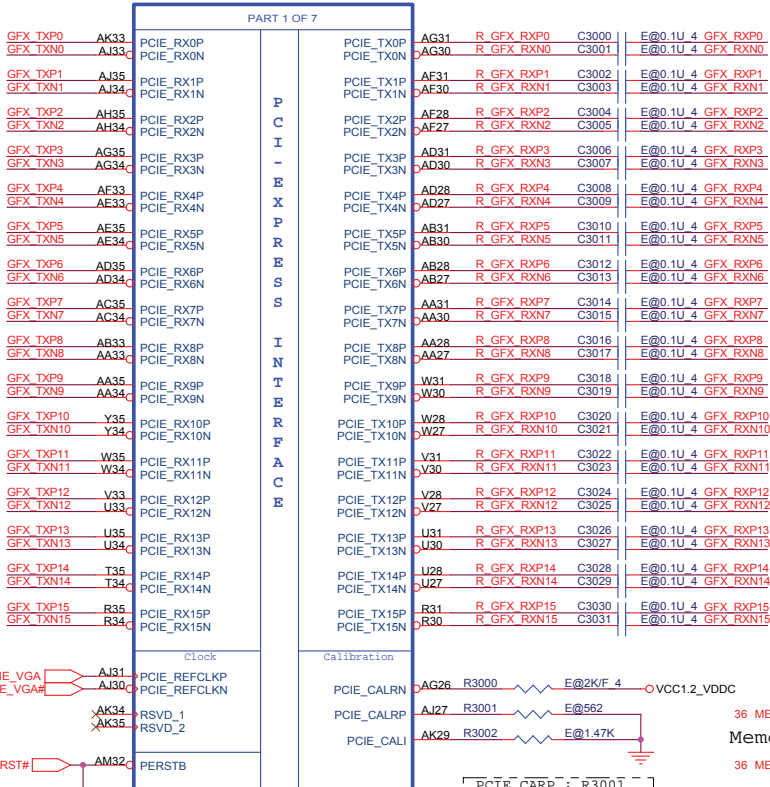 PART 1 OF 7
GFX_TXP0 AK33 PCIE_RX0P PCIE_TX0P AG31 R_GFX_RXP0 C3000 E@0.1U_4 GFX_RXP0
GFX_TXN0 AJ33 PCIE_RX0N PCIE_TX0N AG30 R_GFX_RXN0 C3001 E@0.1U_4 GFX_RXN0
GFX_TXP1 AJ35 PCIE_RX1P PCIE_TX1P AF31 R_GFX_RXP1 C3002 E@0.1U_4 GFX_RXP1
GFX_TXN1 AJ34 PCIE_RX1N PCIE_TX1N AF30 R_GFX_RXN1 C3003 E@0.1U_4 GFX_RXN1
GFX_TXP2 AH35 PCIE_RX2P PCIE_TX2P AF28 R_GFX_RXP2 C3004 E@0.1U_4 GFX_RXP2
GFX_TXN2 AH34 PCIE_RX2N PCIE_TX2N AF27 R_GFX_RXN2 C3005 E@0.1U_4 GFX_RXN2
GFX_TXP3 AG35 PCIE_RX3P PCIE_TX3P AD31 R_GFX_RXP3 C3006 E@0.1U_4 GFX_RXP3
GFX_TXN3 AG34 PCIE_RX3N PCIE_TX3N AD30 R_GFX_RXN3 C3007 E@0.1U_4 GFX_RXN3
GFX_TXP4 AF33 PCIE_RX4P PCIE_TX4P AD28 R_GFX_RXP4 C3008 E@0.1U_4 GFX_RXP4
GFX_TXN4 AE33 PCIE_RX4N PCIE_TX4N AD27 R_GFX_RXN4 C3009 E@0.1U_4 GFX_RXN4
GFX_TXP5 AE35 PCIE_RX5P PCIE_TX5P AB31 R_GFX_RXP5 C3010 E@0.1U_4 GFX_RXP5
GFX_TXN5 AE34 PCIE_RX5N PCIE_TX5N AB30 R_GFX_RXN5 C3011 E@0.1U_4 GFX_RXN5
GFX_TXP6 AD35 PCIE_RX6P PCIE_TX6P AB28 R_GFX_RXP6 C3012 E@0.1U_4 GFX_RXP6
GFX_TXN6 AD34 PCIE_RX6N PCIE_TX6N AB27 R_GFX_RXN6 C3013 E@0.1U_4 GFX_RXN6
GFX_TXP7 AC35 PCIE_RX7P PCIE_TX7P AA31 R_GFX_RXP7 C3014 E@0.1U_4 GFX_RXP7
GFX_TXN7 AC34 PCIE_RX7N PCIE_TX7N AA30 R_GFX_RXN7 C3015 E@0.1U_4 GFX_RXN7
GFX_TXP8 AB33 PCIE_RX8P PCIE_TX8P AA28 R_GFX_RXP8 C3016 E@0.1U_4 GFX_RXP8
GFX_TXN8 AA33 PCIE_RX8N PCIE_TX8N AA27 R_GFX_RXN8 C3017 E@0.1U_4 GFX_RXN8
GFX_TXP9 AA35 PCIE_RX9P PCIE_TX9P W31 R_GFX_RXP9 C3018 E@0.1U_4 GFX_RXP9
GFX_TXN9 AA34 PCIE_RX9N PCIE_TX9N W30 R_GFX_RXN9 C3019 E@0.1U_4 GFX_RXN9
GFX_TXP10 Y35 PCIE_RX10P PCIE_TX10P W28 R_GFX_RXP10 C3020 E@0.1U_4 GFX_RXP10
GFX_TXN10 Y34 PCIE_RX10N PCIE_TX10N W27 R_GFX_RXN10 C3021 E@0.1U_4 GFX_RXN10
GFX_TXP11 W35 PCIE_RX11P PCIE_TX11P V31 R_GFX_RXP11 C3022 E@0.1U_4 GFX_RXP11
GFX_TXN11 W34 PCIE_RX11N PCIE_TX11N V30 R_GFX_RXN11 C3023 E@0.1U_4 GFX_RXN11
GFX_TXP12 V33 PCIE_RX12P PCIE_TX12P V28 R_GFX_RXP12 C3024 E@0.1U_4 GFX_RXP12
GFX_TXN12 U33 PCIE_RX12N PCIE_TX12N V27 R_GFX_RXN12 C3025 E@0.1U_4 GFX_RXN12
GFX_TXP13 U35 PCIE_RX13P PCIE_TX13P U31 R_GFX_RXP13 C3026 E@0.1U_4 GFX_RXP13
GFX_TXN13 U34 PCIE_RX13N PCIE_TX13N U30 R_GFX_RXN13 C3027 E@0.1U_4 GFX_RXN13
GFX_TXP14 T35 PCIE_RX14P PCIE_TX14P U28 R_GFX_RXP14 C3028 E@0.1U_4 GFX_RXP14
GFX_TXN14 T34 PCIE_RX14N PCIE_TX14N U27 R_GFX_RXN14 C3029 E@0.1U_4 GFX_RXN14
GFX_TXP15 R35 PCIE_RX15P PCIE_TX15P R31 R_GFX_RXP15 C3030 E@0.1U_4 GFX_RXP15
GFX_TXN15 R34 PCIE_RX15N PCIE_TX15N R30 R_GFX_RXN15 C3031 E@0.1U_4 GFX_RXN15
PCI-EXPRESS INTERFACE
Clock Calibration
IE_VGA AJ31 PCIE_REFCLKP
E_VGA# AJ30 PCIE_REFCLKN PCIE_CALRN AG26 R3000 E@2K/F_4 VCC1.2_VDDC
AK34 RSVD_1 PCIE_CALRP AJ27 R3001 E@562 36 ME
AK35 RSVD_2
PCIE_CALI AK29 R3002 E@1.47K Mem
RST# AM32 PERSTB 36 ME
PCIE_CARP : R3001